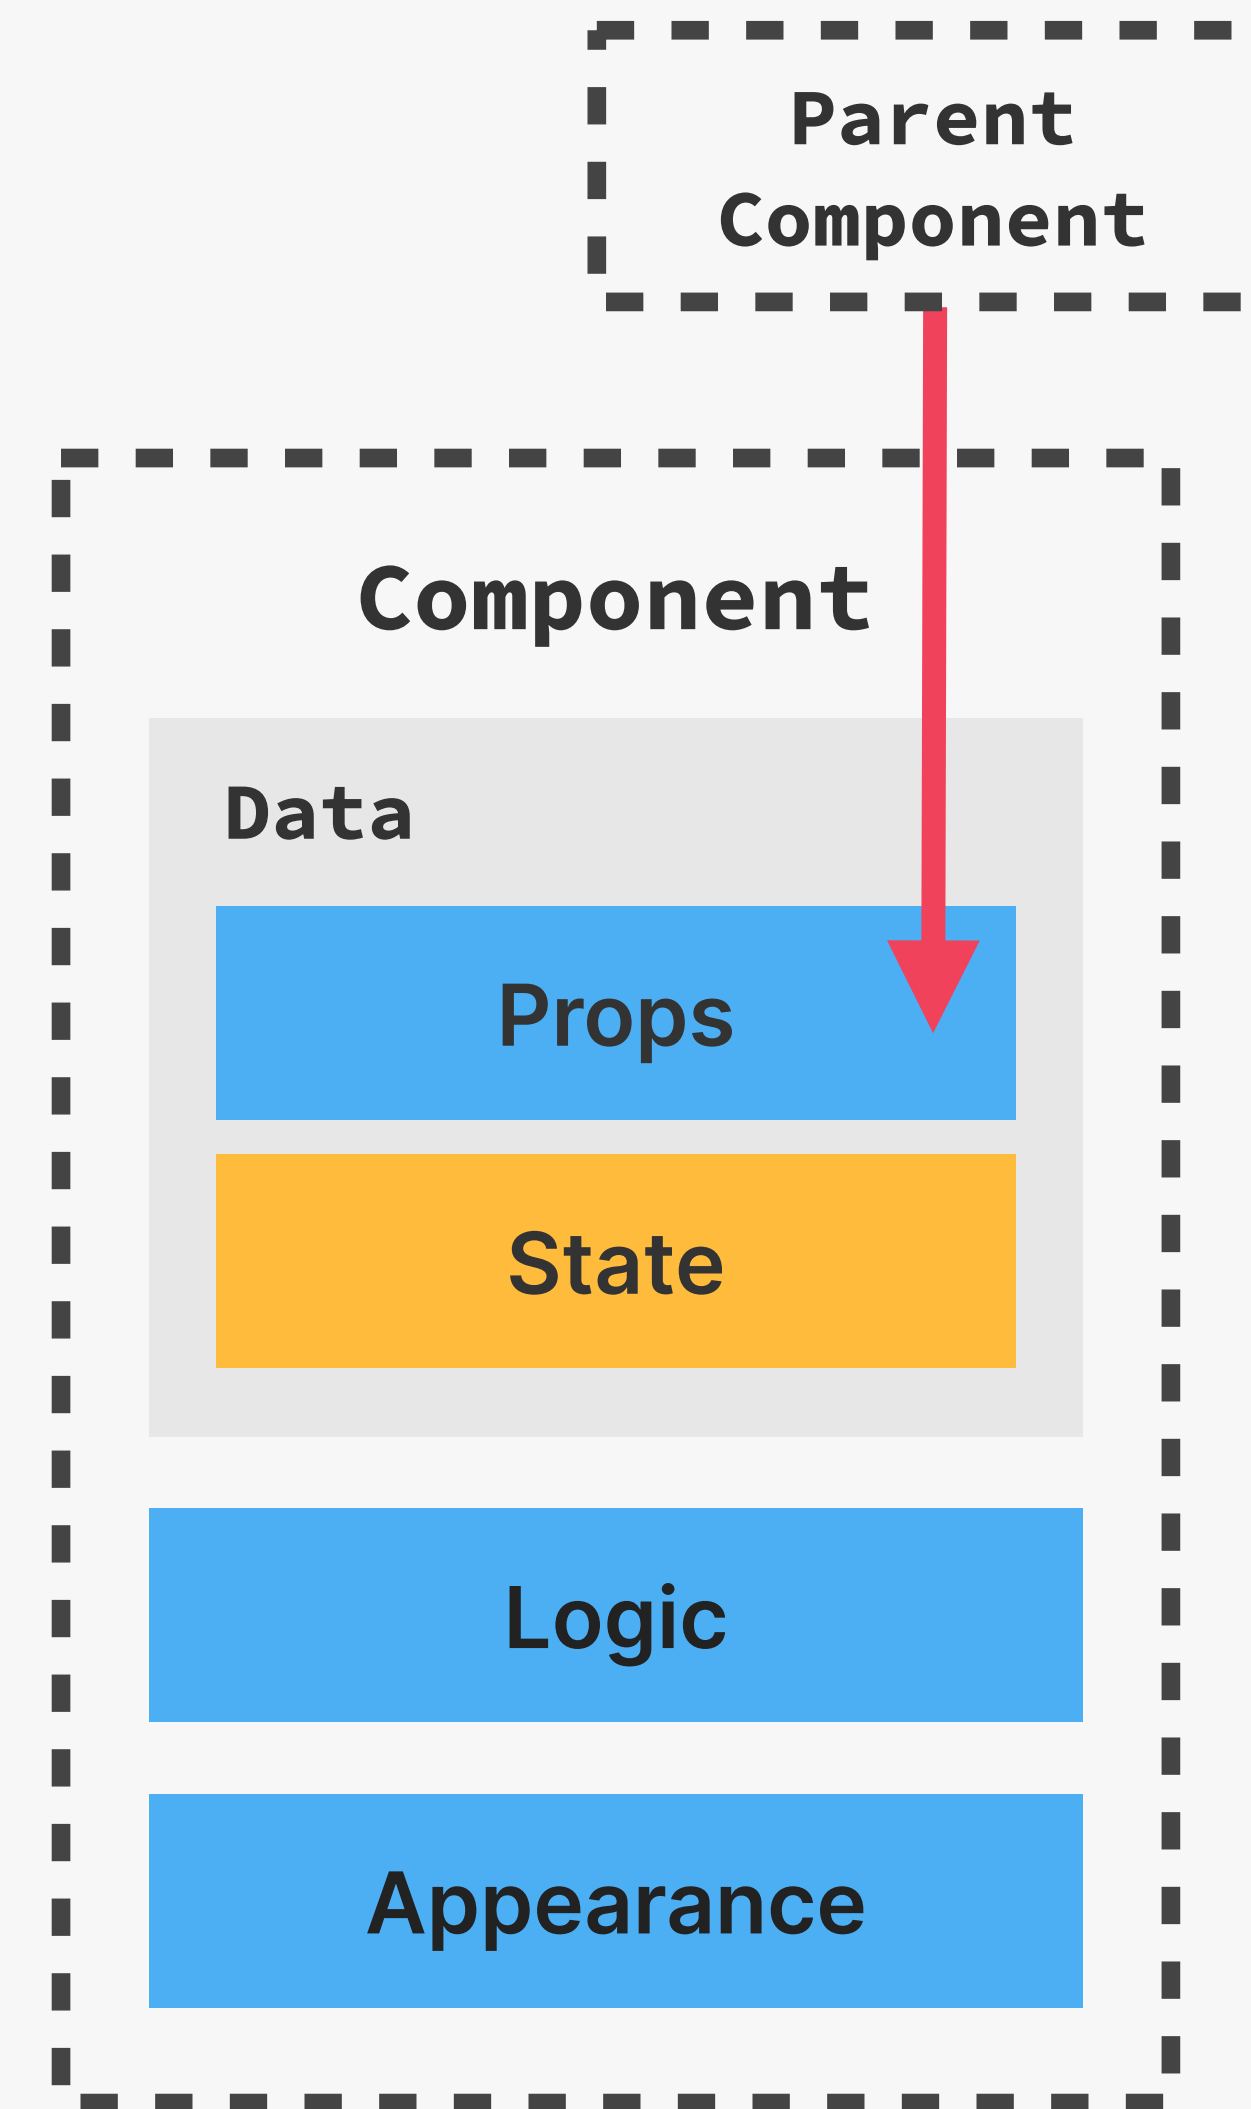 Parent
Component
Component
Data
Props
State
Logic
Appearance